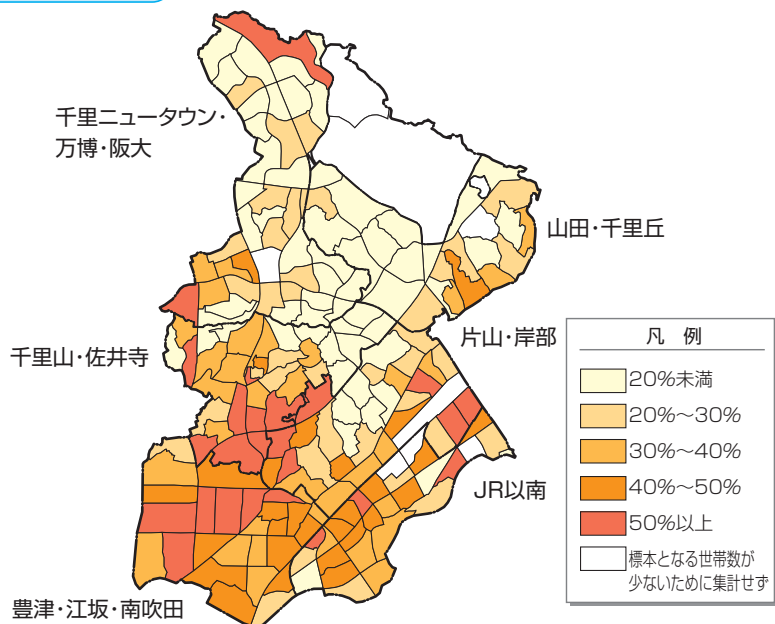 千里ニュータウン・
万博・阪大
山田・千里丘
千里山・佐井寺
片山・岸部
凡 例
20%未満
20%～30%
30%～40%
40%～50%
50%以上
標本となる世帯数が
少ないために集計せず
JR以南
豊津・江坂・南吹田